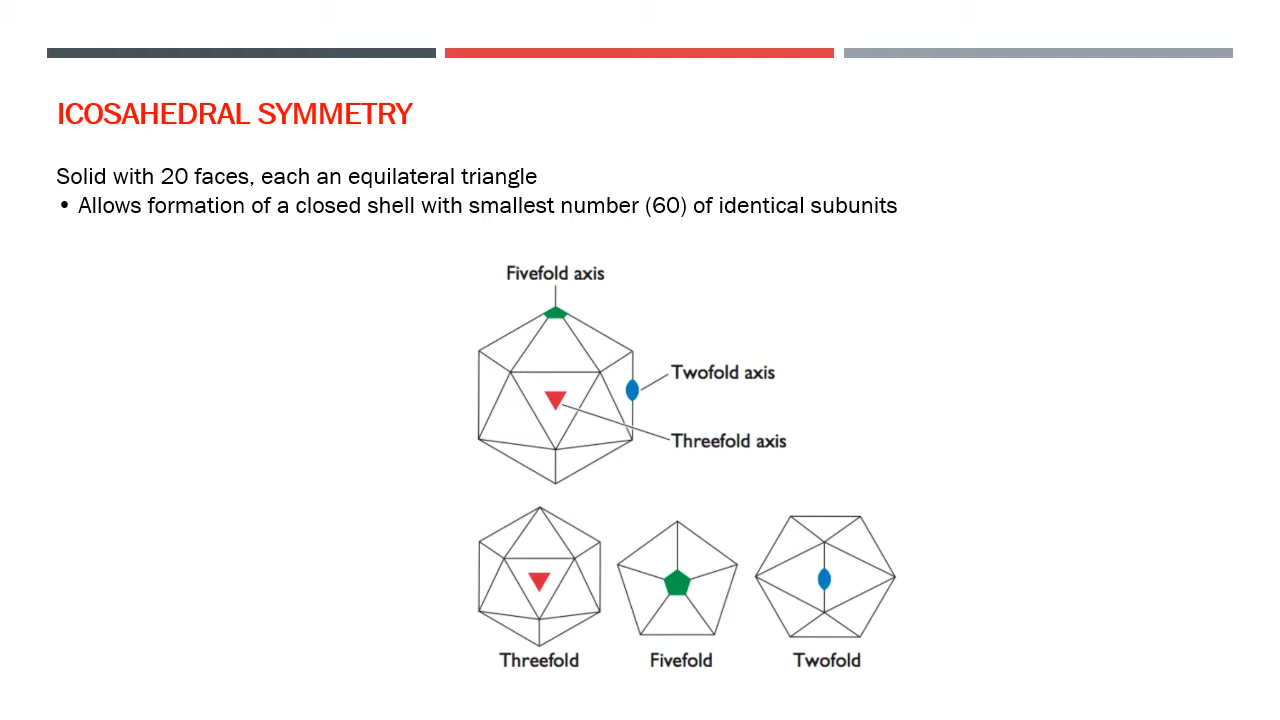 ICOSAHEDRAL SYMMETRY
Solid with 20 faces, each an equilateral triangle
• Allows formation of a closed shell with smallest number (60) of identical subunits
Fivefold axis
Twofold axis
Threefold axis
Threefold
Fivefold
Twofold